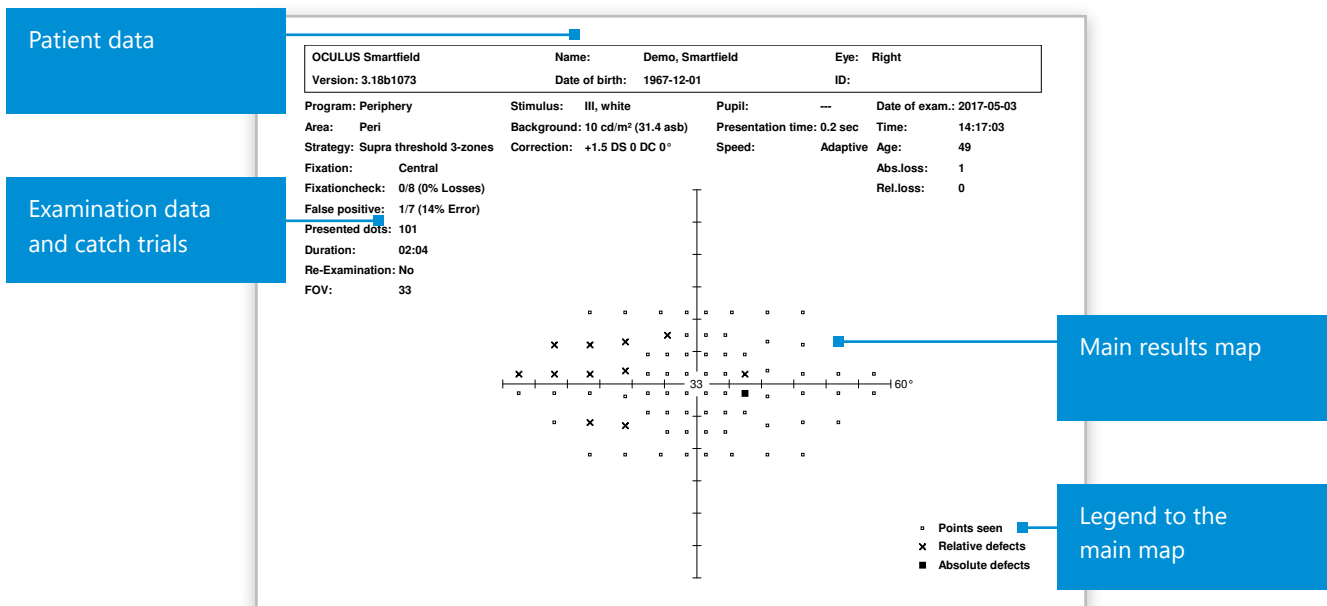 Patient data
OCULUS Smartfield Name: Demo, Smartfield Eye: Right
Version: 3.18b1073 Date of birth: 1967-12-01 ID:
Program: Periphery Stimulus: III, white Pupil: --- Date of exam.: 2017-05-03
Area: Peri Background: 10 cd/m² (31.4 asb) Presentation time: 0.2 sec Time: 14:17:03
Strategy: Supra threshold 3-zones Correction: +1.5 DS 0 DC 0° Speed: Adaptive Age: 49
Fixation: Central Abs.loss: 1
Fixationcheck: 0/8 (0% Losses) Rel.loss: 0
False positive: 1/7 (14% Error)
Presented dots: 101
Duration: 02:04
Re-Examination: No
FOV: 33
Examination data
and catch trials
Main results map
33 60°
Legend to the
main map
Points seen
Relative defects
Absolute defects